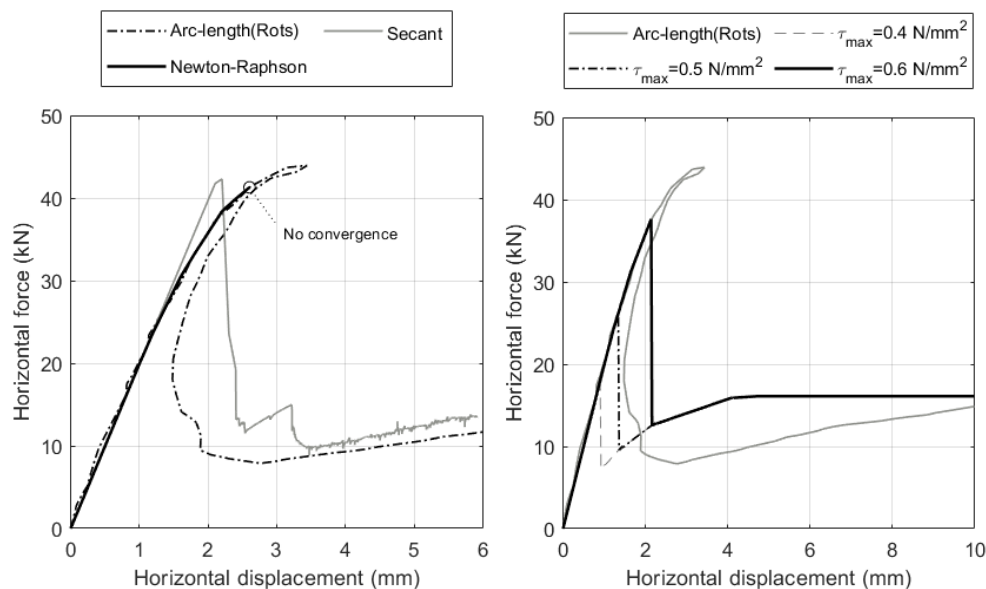 Arc-length(Rots) Secant
Newton-Raphson
50
40
30
20
10
0
0 1 2 3 4 5 6
Horizontal force (kN)
Horizontal displacement (mm)
No convergence
Arc-length(Rots) τmax=0.4 N/mm²
τmax=0.5 N/mm² τmax=0.6 N/mm²
50
40
30
20
10
0
0 2 4 6 8 10
Horizontal force (kN)
Horizontal displacement (mm)